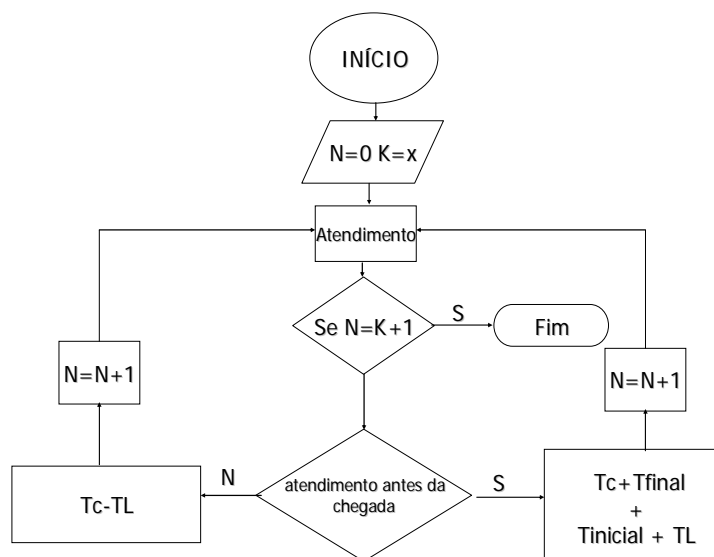 INÍCIO
N=0 K=x
Atendimento
Se N=K+1
S
Fim
N=N+1
N=N+1
atendimento antes da
chegada
N
S
Tc-TL
Tc+Tfinal
+
Tinicial + TL